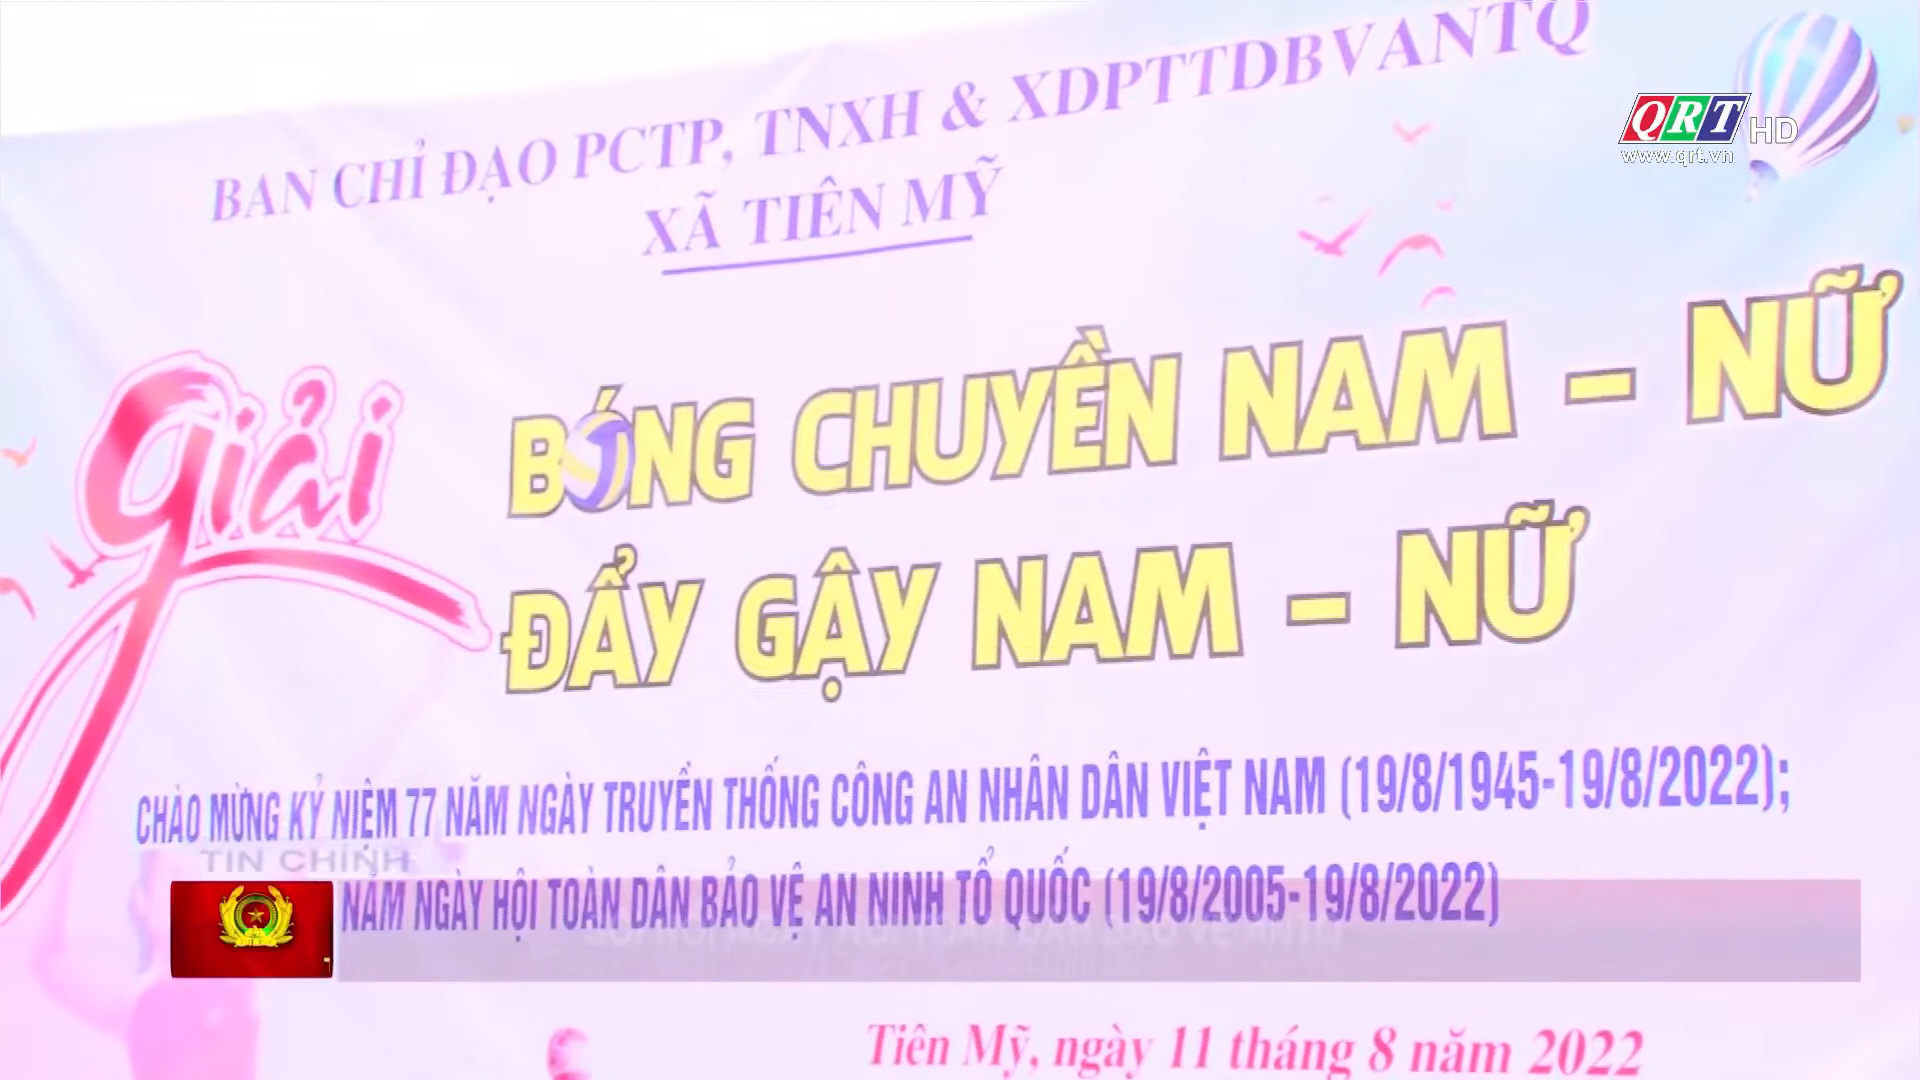 BAN CHỈ ĐẠO PCTP, TNXH & XDPTTDBVANTQ
XÃ TIÊN MỸ
QRT HD
www.qrt.vn
giải
BÓNG CHUYỀN NAM - NỮ
ĐẨY GẬY NAM - NỮ
CHÀO MỪNG KỶ NIỆM 77 NĂM NGÀY TRUYỀN THỐNG CÔNG AN NHÂN DÂN VIỆT NAM (19/8/1945-19/8/2022);
TIN CHÍNH
NĂM NGÀY HỘI TOÀN DÂN BẢO VỆ AN NINH TỔ QUỐC (19/8/2005-19/8/2022)
Tiên Mỹ, ngày 11 tháng 8 năm 2022